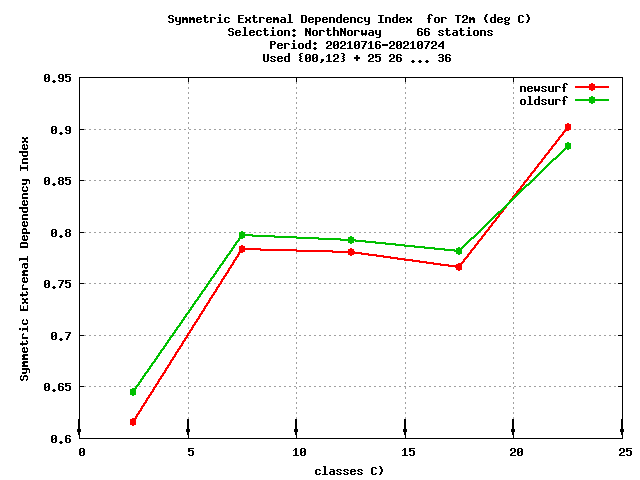 Symmetric Extremal Dependency Index  for T2m (deg C)
Selection: NorthNorway     66 stations
Period: 20210716-20210724
Used {00,12} + 25 26 ... 36
newsurf
oldsurf
Symmetric Extremal Dependency Index
0.95
0.9
0.85
0.8
0.75
0.7
0.65
0.6
0 5 10 15 20 25
classes C)